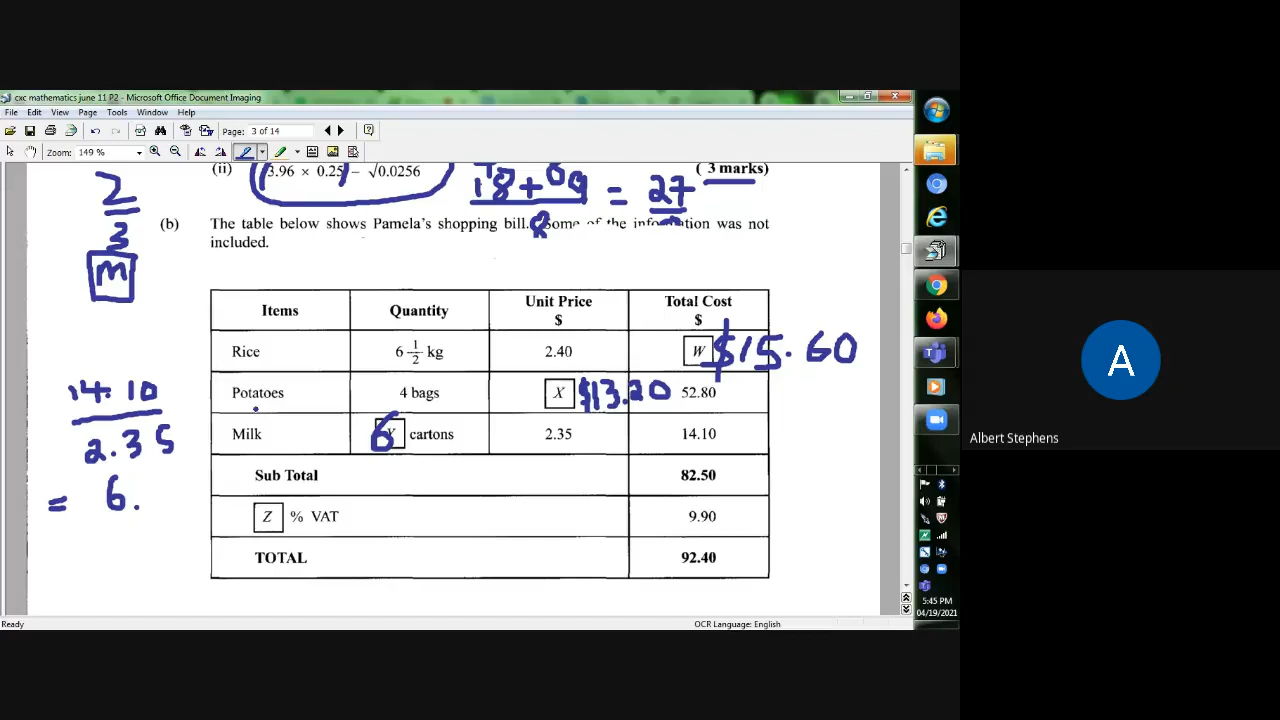 cxc mathematics june 11 P2 - Microsoft Office Document Imaging
File Edit View Page Tools Window Help
Page: 3 of 14
Zoom: 149 %
(ii) 3.96 × 0.25 − √0.0256 ( 3 marks)
18 + 09 = 27
8
2
3
m
(b) The table below shows Pamela's shopping bill. Some of the information was not
included.
Items Quantity Unit Price $ Total Cost $
Rice 6 1/2 kg 2.40 W $15.60
Potatoes 4 bags X $13.20 52.80
Milk 6 cartons 2.35 14.10
Sub Total 82.50
Z % VAT 9.90
TOTAL 92.40
14.10
2.35
= 6.
Ready OCR Language: English
A
Albert Stephens
5:45 PM
04/19/2021